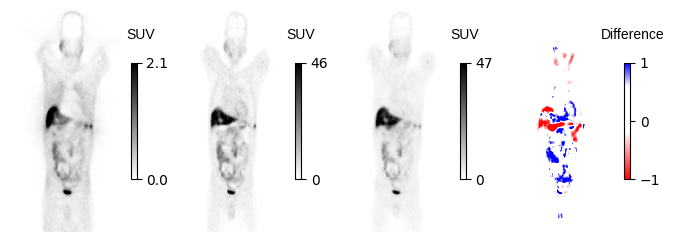 SUV SUV SUV Difference
2.1 46 47 1
0
0.0 0 0 −1